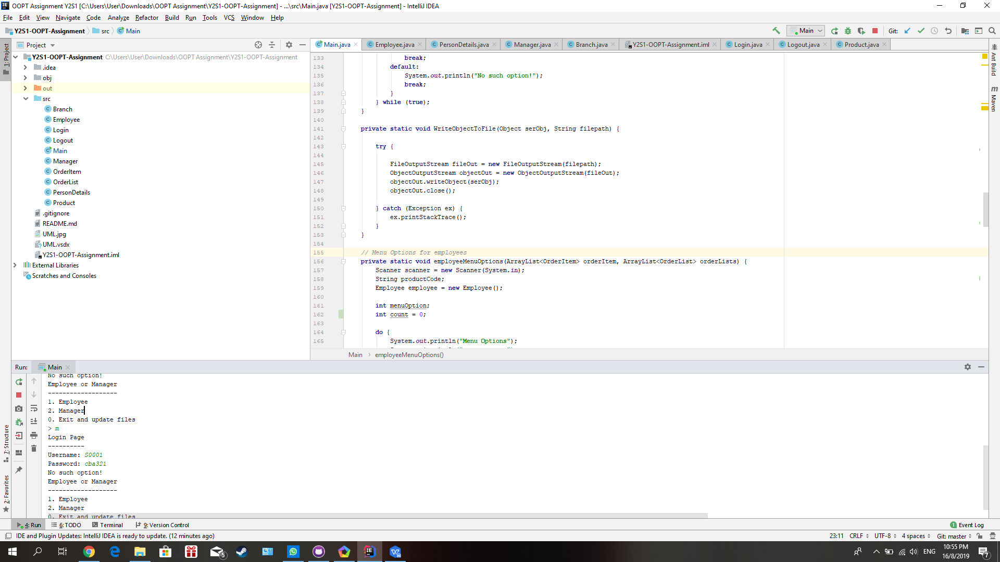 OOPT Assignment Y2S1 [C:\Users\User\Downloads\OOPT Assignment\Y2S1-OOPT-Assignment] - ...\src\Main.java [Y2S1-OOPT-Assignment] - IntelliJ IDEA
File Edit View Navigate Code Analyze Refactor Build Run Tools VCS Window Help
Y2S1-OOPT-Assignment src Main
Main Git:
Project
Main.java Employee.java PersonDetails.java Manager.java Branch.java Y2S1-OOPT-Assignment.iml Login.java Logout.java Product.java
1: Project
7: Structure
2: Favorites
Ant Build
Maven
Y2S1-OOPT-Assignment C:\Users\User\Downloads\OOPT Assignment\Y2S1-OOPT-Assignment
.idea
obj
out
src
Branch
Employee
Login
Logout
Main
Manager
OrderItem
OrderList
PersonDetails
Product
.gitignore
README.md
UML.jpg
UML.vsdx
Y2S1-OOPT-Assignment.iml
External Libraries
Scratches and Consoles
133 break;
134 default:
135 System.out.println("No such option!");
136 break;
137 }
138 } while (true);
139 }
140
141 private static void WriteObjectToFile(Object serObj, String filepath) {
142
143 try {
144
145 FileOutputStream fileOut = new FileOutputStream(filepath);
146 ObjectOutputStream objectOut = new ObjectOutputStream(fileOut);
147 objectOut.writeObject(serObj);
148 objectOut.close();
149
150 } catch (Exception ex) {
151 ex.printStackTrace();
152 }
153 }
154
155 // Menu Options for employees
156 private static void employeeMenuOptions(ArrayList<OrderItem> orderItem, ArrayList<OrderList> orderLists) {
157 Scanner scanner = new Scanner(System.in);
158 String productCode;
159 Employee employee = new Employee();
160
161 int menuOption;
162 int count = 0;
163
164 do {
165 System.out.println("Menu Options");
Main employeeMenuOptions()
Run: Main
No such option!
Employee or Manager
-------------------
1. Employee
2. Manager
0. Exit and update files
> m
Login Page
----------
Username: S0001
Password: cba321
No such option!
Employee or Manager
-------------------
1. Employee
2. Manager
0. Exit and update files
4: Run 6: TODO Terminal 9: Version Control 1 Event Log
IDE and Plugin Updates: IntelliJ IDEA is ready to update. (12 minutes ago) 23:11 CRLF UTF-8 4 spaces Git: master
5 ENG 10:55 PM
16/8/2019 7